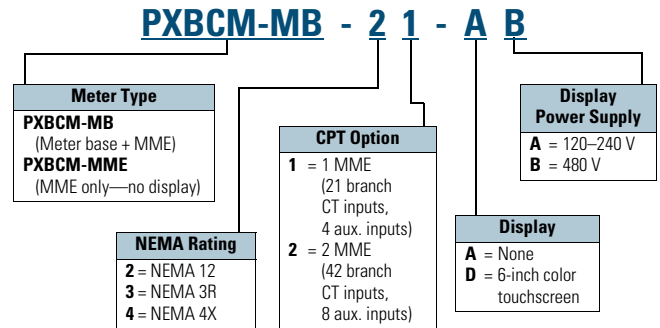 PXBCM-MB - 2 1 - A B
Meter Type
PXBCM-MB
(Meter base + MME)
PXBCM-MME
(MME only—no display)
NEMA Rating
2 = NEMA 12
3 = NEMA 3R
4 = NEMA 4X
CPT Option
1 = 1 MME
(21 branch
CT inputs,
4 aux. inputs)
2 = 2 MME
(42 branch
CT inputs,
8 aux. inputs)
Display
A = None
D = 6-inch color
touchscreen
Display
Power Supply
A = 120–240 V
B = 480 V